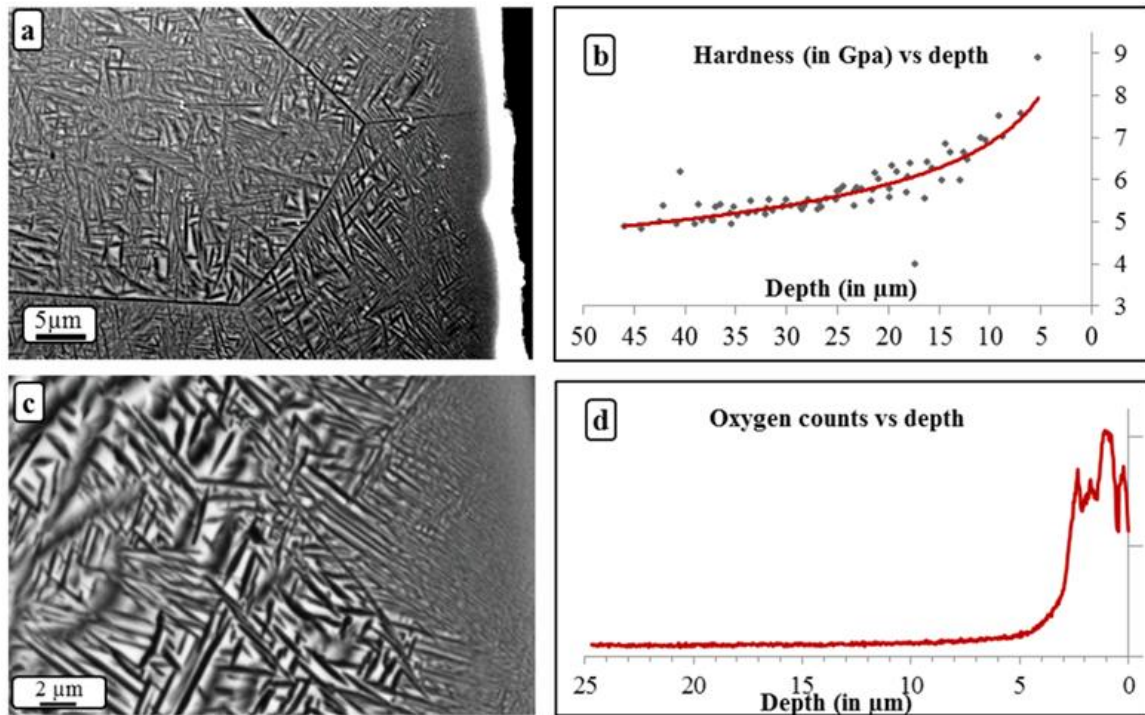 a
5µm
b
Hardness (in Gpa) vs depth
9
8
7
6
5
4
3
Depth (in µm)
50 45 40 35 30 25 20 15 10 5 0
c
2 µm
d
Oxygen counts vs depth
25 20 15 10 5 0
Depth (in µm)